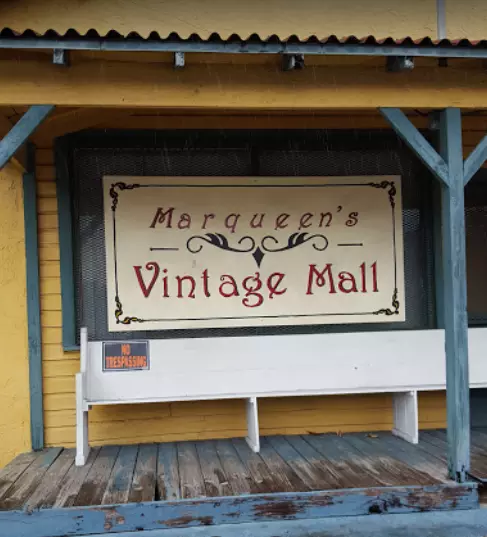 Marqueen's
Vintage Mall
NO
TRESPASSING